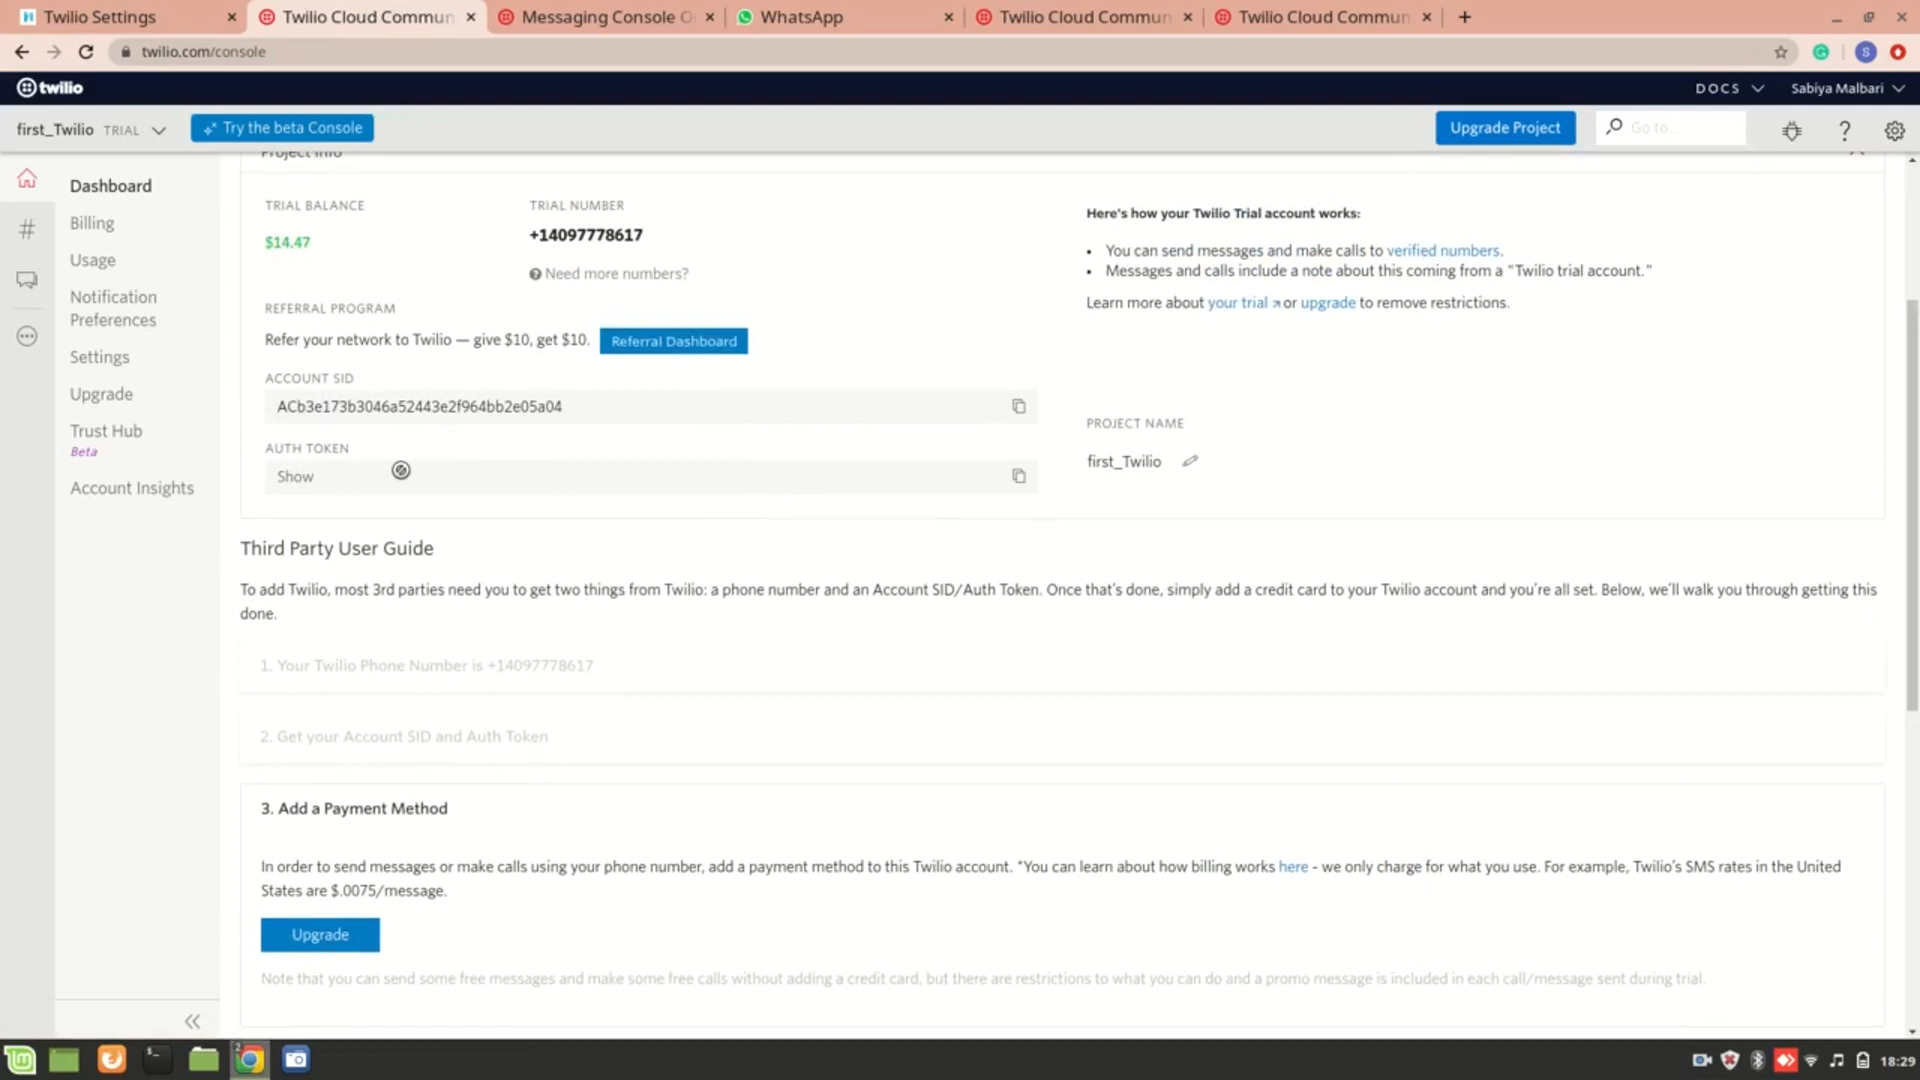 Twilio Settings
Twilio Cloud Commun
Messaging Console O
WhatsApp
Twilio Cloud Commun
Twilio Cloud Commun
twilio.com/console
S
twilio
DOCS
Sabiya Malbari
first_Twilio TRIAL
Try the beta Console
Upgrade Project
Go to...
Project Info
Dashboard
Billing
Usage
Notification
Preferences
Settings
Upgrade
Trust Hub
Beta
Account Insights
TRIAL BALANCE
$14.47
TRIAL NUMBER
+14097778617
Need more numbers?
Here's how your Twilio Trial account works:
• You can send messages and make calls to verified numbers.
• Messages and calls include a note about this coming from a "Twilio trial account."
Learn more about your trial or upgrade to remove restrictions.
REFERRAL PROGRAM
Refer your network to Twilio — give $10, get $10.
Referral Dashboard
ACCOUNT SID
ACb3e173b3046a52443e2f964bb2e05a04
AUTH TOKEN
Show
PROJECT NAME
first_Twilio
Third Party User Guide
To add Twilio, most 3rd parties need you to get two things from Twilio: a phone number and an Account SID/Auth Token. Once that's done, simply add a credit card to your Twilio account and you're all set. Below, we'll walk you through getting this
done.
1. Your Twilio Phone Number is +14097778617
2. Get your Account SID and Auth Token
3. Add a Payment Method
In order to send messages or make calls using your phone number, add a payment method to this Twilio account. *You can learn about how billing works here - we only charge for what you use. For example, Twilio's SMS rates in the United
States are $.0075/message.
Upgrade
Note that you can send some free messages and make some free calls without adding a credit card, but there are restrictions to what you can do and a promo message is included in each call/message sent during trial.
2
18:29